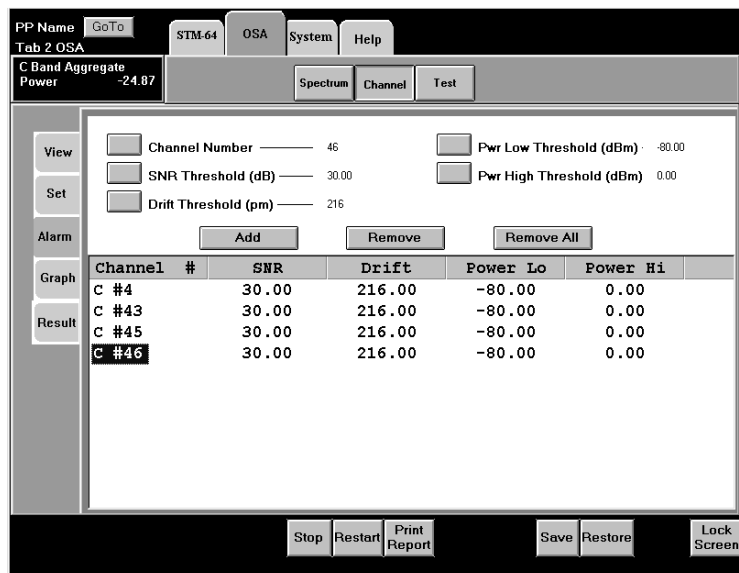 PP Name GoTo
Tab 2 OSA
STM-64 OSA System Help
C Band Aggregate
Power -24.87
Spectrum Channel Test
View
Set
Alarm
Graph
Result
Channel Number 46
SNR Threshold (dB) 30.00
Drift Threshold (pm) 216
Pwr Low Threshold (dBm) -80.00
Pwr High Threshold (dBm) 0.00
Add Remove Remove All
Channel # SNR Drift Power Lo Power Hi
C #4 30.00 216.00 -80.00 0.00
C #43 30.00 216.00 -80.00 0.00
C #45 30.00 216.00 -80.00 0.00
C #46 30.00 216.00 -80.00 0.00
Stop Restart Print Report Save Restore Lock Screen